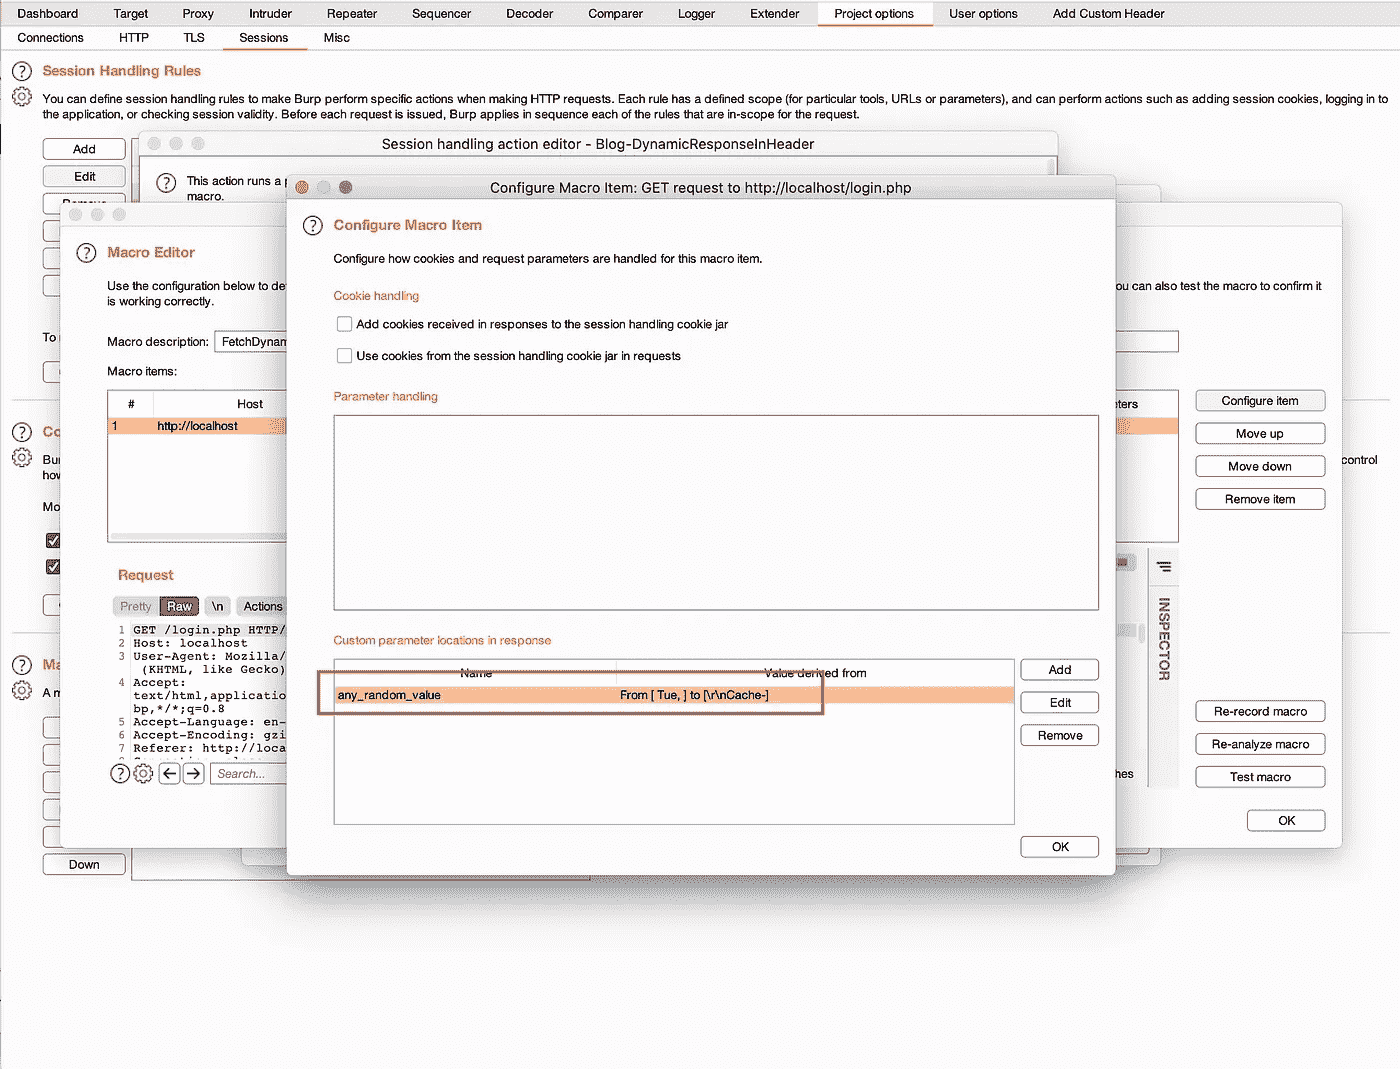 Dashboard Target Proxy Intruder Repeater Sequencer Decoder Comparer Logger Extender Project options User options Add Custom Header
Connections HTTP TLS Sessions Misc
Session Handling Rules
You can define session handling rules to make Burp perform specific actions when making HTTP requests. Each rule has a defined scope (for particular tools, URLs or parameters), and can perform actions such as adding session cookies, logging in to
the application, or checking session validity. Before each request is issued, Burp applies in sequence each of the rules that are in-scope for the request.
Add
Edit
Session handling action editor - Blog-DynamicResponseInHeader
This action runs a
macro.
Configure Macro Item: GET request to http://localhost/login.php
Configure Macro Item
Configure how cookies and request parameters are handled for this macro item.
Cookie handling
Add cookies received in responses to the session handling cookie jar
Use cookies from the session handling cookie jar in requests
Parameter handling
Custom parameter locations in response
Name Value derived from
any_random_value From [ Tue, ] to [\r\nCache-]
Add
Edit
Remove
OK
Macro Editor
Use the configuration below to de
ou can also test the macro to confirm it
is working correctly.
Macro description: FetchDynam
Macro items:
# Host
ters
1 http://localhost
Configure item
Move up
Move down
Remove item
Request
Pretty Raw \n Actions
1 GET /login.php HTTP/
2 Host: localhost
3 User-Agent: Mozilla/
(KHTML, like Gecko)
4 Accept:
text/html,applicatio
bp,*/*;q=0.8
5 Accept-Language: en-
6 Accept-Encoding: gzi
7 Referer: http://loca
Search...
hes
INSPECTOR
Re-record macro
Re-analyze macro
Test macro
OK
To
Co
Bu
control
how
Mo
Ma
A m
Down